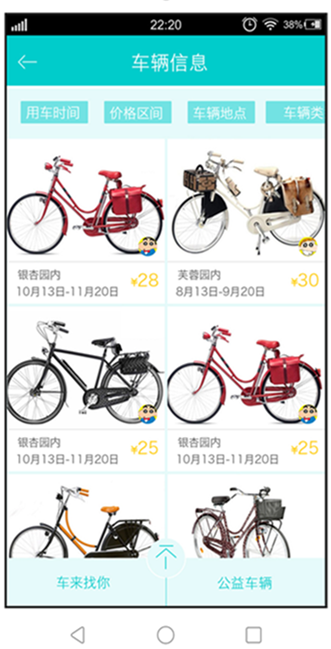 22:20
38%
车辆信息
用车时间 价格区间 车辆地点 车辆类
银杏园内
10月13日-11月20日
¥28
芙蓉园内
8月13日-9月20日
¥30
银杏园内
10月13日-11月20日
¥25
银杏园内
10月13日-11月20日
¥25
车来找你 公益车辆